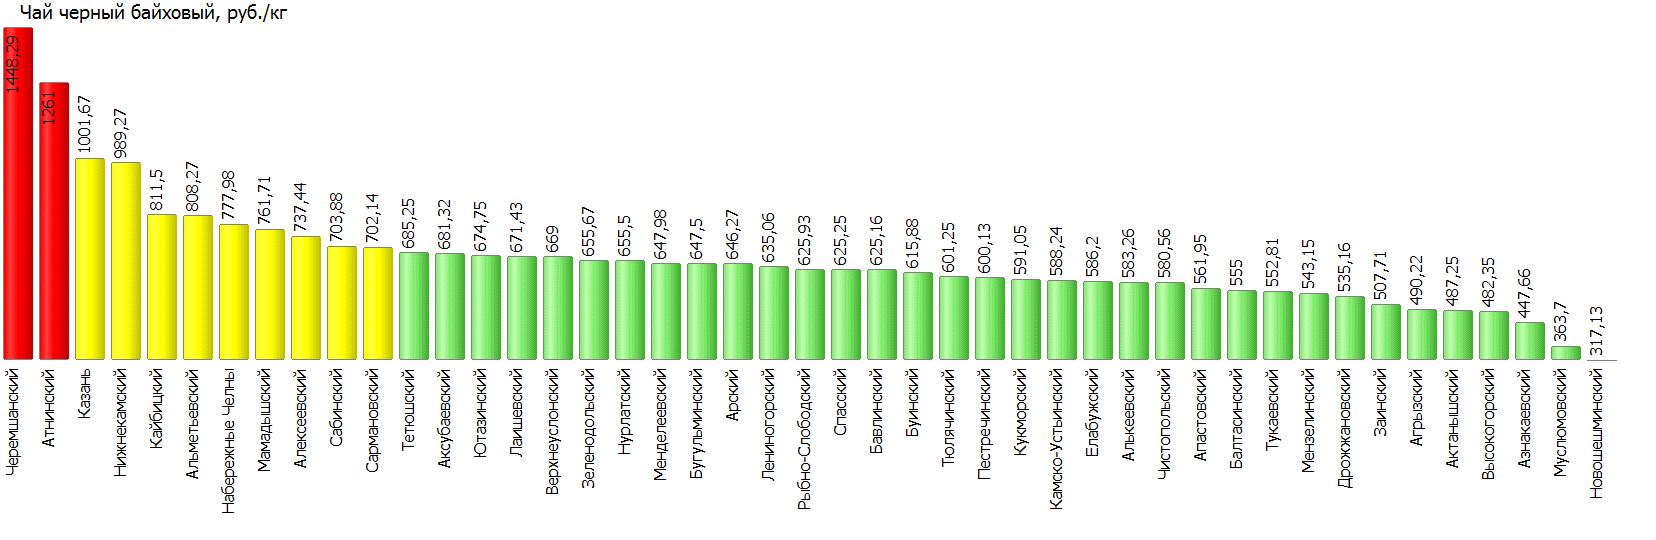 Чай черный байховый, руб./кг
1448,29
1261
1001,67
989,27
811,5
808,27
777,98
761,71
737,44
703,88
702,14
685,25
681,32
674,75
671,43
669
655,67
655,5
647,98
647,5
646,27
635,06
625,93
625,25
625,16
615,88
601,25
600,13
591,05
588,24
586,2
583,26
580,56
561,95
555
552,81
543,15
535,16
507,71
490,22
487,25
482,35
447,66
363,7
317,13
Черемшанский
Атнинский
Казань
Нижнекамский
Кайбицкий
Альметьевский
Набережные Челны
Мамадышский
Алексеевский
Сабинский
Сармановский
Тетюшский
Аксубаевский
Ютазинский
Лаишевский
Верхнеуслонский
Зеленодольский
Нурлатский
Менделеевский
Бугульминский
Арский
Лениногорский
Рыбно-Слободский
Спасский
Бавлинский
Буинский
Тюлячинский
Пестречинский
Кукморский
Камско-Устьинский
Елабужский
Алькеевский
Чистопольский
Апастовский
Балтасинский
Тукаевский
Мензелинский
Дрожжановский
Заинский
Агрызский
Актанышский
Высокогорский
Азнакаевский
Муслюмовский
Новошешминский